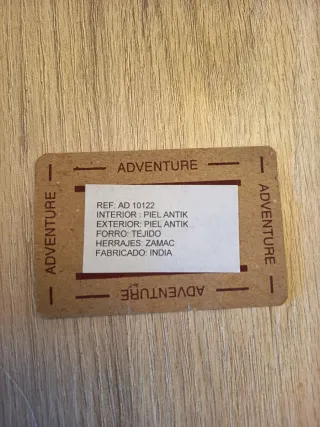 ADVENTURE
ADVENTURE
REF: AD 10122
INTERIOR : PIEL ANTIK
EXTERIOR: PIEL ANTIK
FORRO: TEJIDO
HERRAJES: ZAMAC
FABRICADO: INDIA
ADVENTURE
ADVENTURE